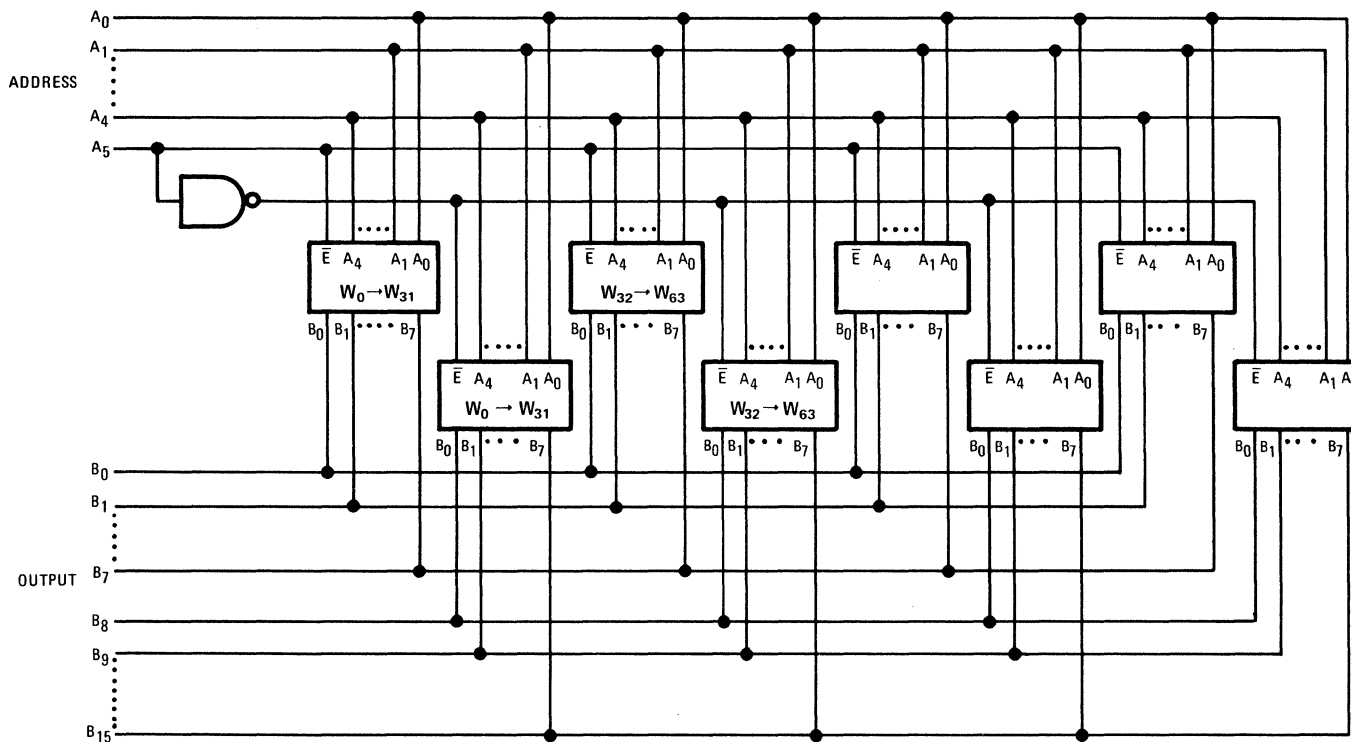 A0
A1
ADDRESS
A4
A5
E̅ A4 A1 A0
W0→W31
B0 B1 B7
E̅ A4 A1 A0
W32→W63
B0 B1 B7
E̅ A4 A1 A0
B0 B1 B7
E̅ A4 A1 A0
B0 B1 B7
E̅ A4 A1 A0
W0 → W31
B0 B1 B7
E̅ A4 A1 A0
W32→W63
B0 B1 B7
E̅ A4 A1 A0
B0 B1 B7
E̅ A4 A1 A
B0 B1 B7
B0
B1
OUTPUT
B7
B8
B9
B15